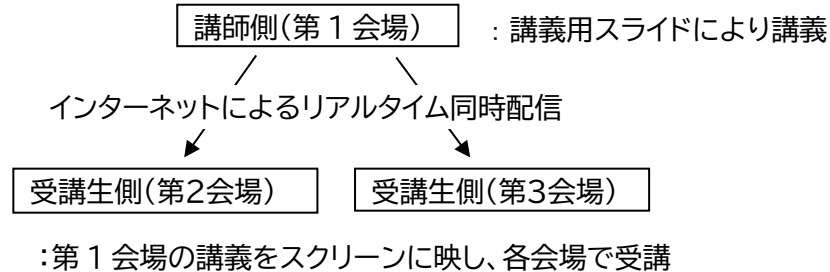 講師側(第1会場) :講義用スライドにより講義
インターネットによるリアルタイム同時配信
受講生側(第2会場) 受講生側(第3会場)
:第1会場の講義をスクリーンに映し、各会場で受講